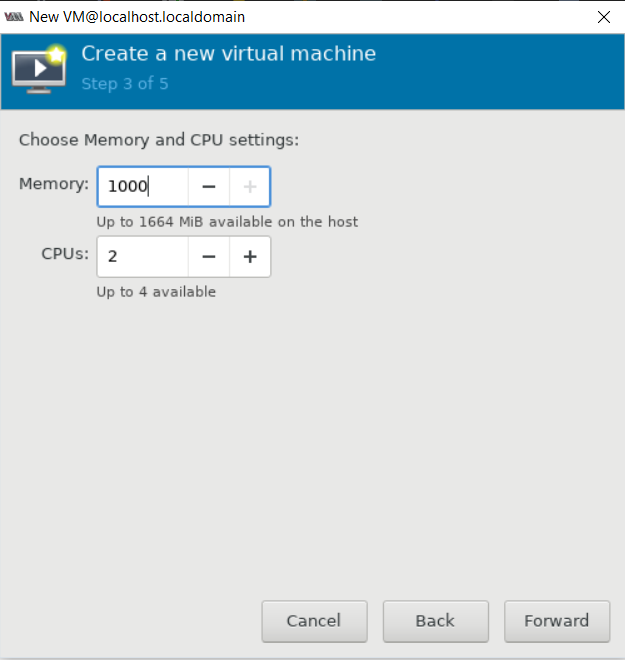 New VM@localhost.localdomain
Create a new virtual machine
Step 3 of 5
Choose Memory and CPU settings:
Memory: 1000
Up to 1664 MiB available on the host
CPUs: 2
Up to 4 available
Cancel Back Forward